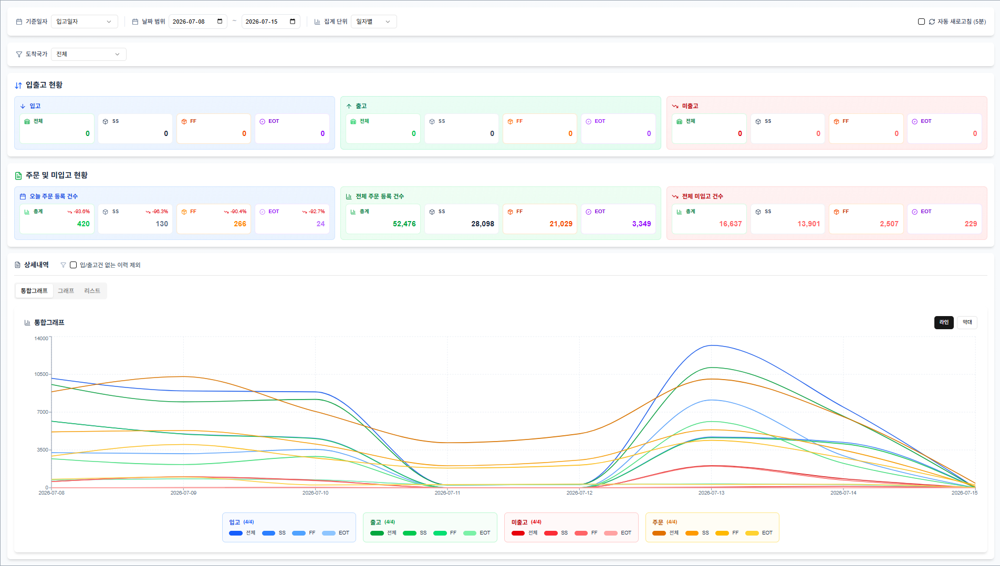 기준일자 입고일자 날짜 범위 2026-07-08 ~ 2026-07-15 집계 단위 일자별 자동 새로고침 (5분)
도착국가 전체
입출고 현황
입고
전체 SS FF EOT
0 0 0 0
출고
전체 SS FF EOT
0 0 0 0
미출고
전체 SS FF EOT
0 0 0 0
주문 및 미입고 현황
오늘 주문 등록 건수
총계 -93.6% SS -96.3% FF -90.4% EOT -92.7%
420 130 266 24
전체 주문 등록 건수
총계 SS FF EOT
52,476 28,098 21,029 3,349
전체 미입고 건수
총계 SS FF EOT
16,637 13,901 2,507 229
상세내역 입/출고건 없는 이력 제외
통합그래프 그래프 리스트
통합그래프 라인 막대
14000
10500
7000
3500
0
2026-07-08 2026-07-09 2026-07-10 2026-07-11 2026-07-12 2026-07-13 2026-07-14 2026-07-15
입고 (4/4)
전체 SS FF EOT
출고 (4/4)
전체 SS FF EOT
미출고 (4/4)
전체 SS FF EOT
주문 (4/4)
전체 SS FF EOT